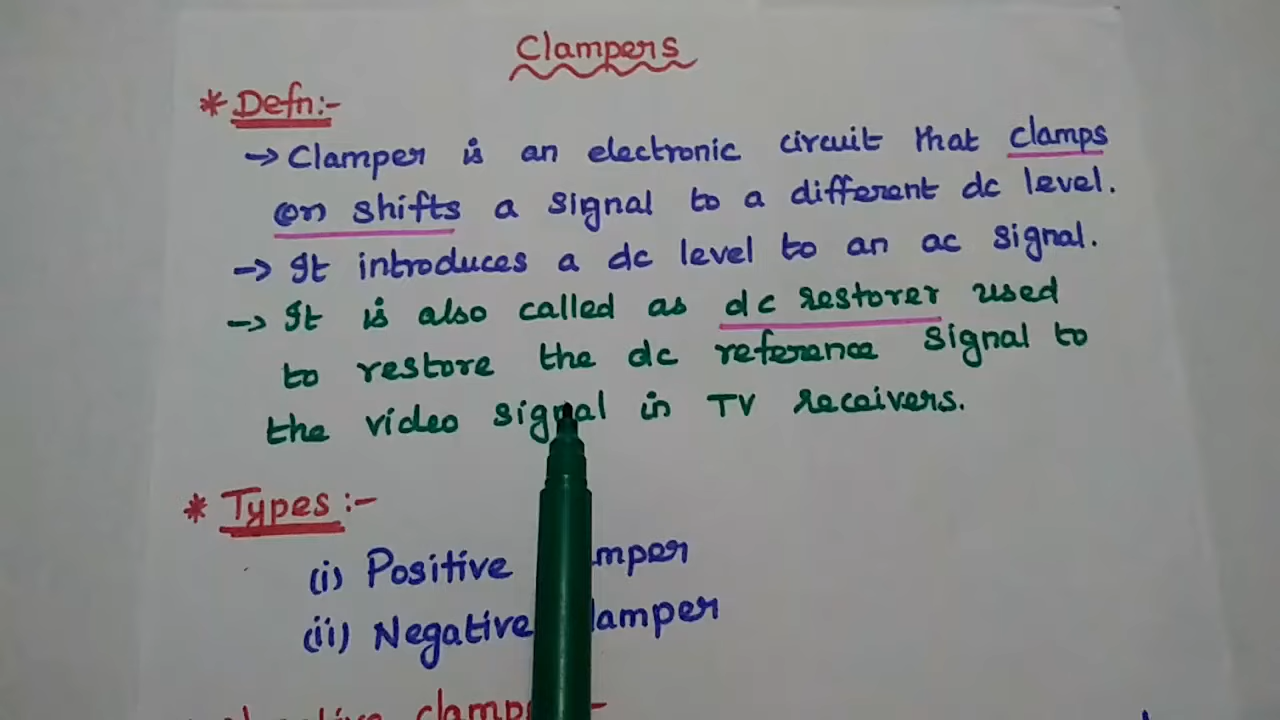 Clampers
* Defn:-
→ Clamper is an electronic circuit that clamps
(or) shifts a signal to a different dc level.
→ It introduces a dc level to an ac signal.
→ It is also called as dc restorer used
to restore the dc reference signal to
the video signal in TV receivers.
* Types:-
(i) Positive
(ii) Negative